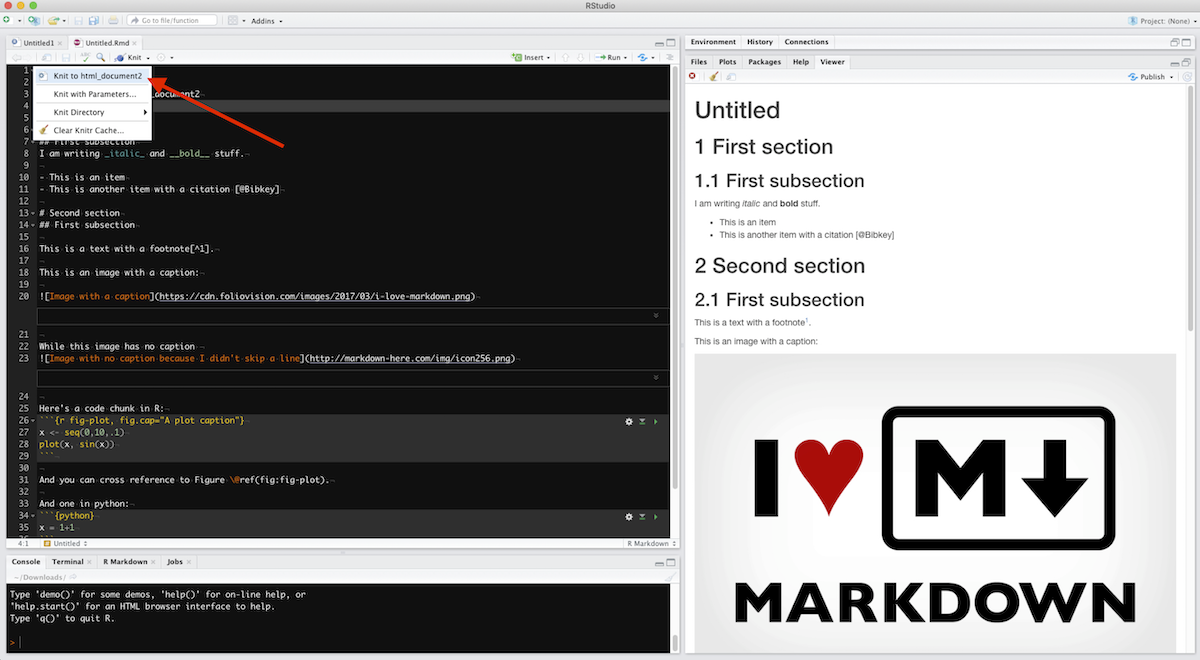 RStudio
Go to file/function
Addins
Project: (None)
Untitled1
Untitled.Rmd
Knit
Insert
Run
Knit to html_document2
Knit with Parameters...
Knit Directory
Clear Knitr Cache...
1
2
3 _document2
4
5
6
7 ## First subsection
8 I am writing _italic_ and __bold__ stuff.
9
10 - This is an item
11 - This is another item with a citation [@Bibkey]
12
13 # Second section
14 ## First subsection
15
16 This is a text with a footnote[^1].
17
18 This is an image with a caption:
19
20 ![Image with a caption](https://cdn.foliovision.com/images/2017/03/i-love-markdown.png)
21
22 While this image has no caption
23 ![Image with no caption because I didn't skip a line](http://markdown-here.com/img/icon256.png)
24
25 Here's a code chunk in R:
26 ```{r fig-plot, fig.cap="A plot caption"}
27 x <- seq(0,10,.1)
28 plot(x, sin(x))
29 ```
30
31 And you can cross reference to Figure \@ref(fig:fig-plot).
32
33 And one in python:
34 ```{python}
35 x = 1+1
4:1 Untitled R Markdown
Console Terminal R Markdown Jobs
~/Downloads/
Type 'demo()' for some demos, 'help()' for on-line help, or
'help.start()' for an HTML browser interface to help.
Type 'q()' to quit R.
>
Environment History Connections
Files Plots Packages Help Viewer
Publish
Untitled
1 First section
1.1 First subsection
I am writing italic and bold stuff.
• This is an item
• This is another item with a citation [@Bibkey]
2 Second section
2.1 First subsection
This is a text with a footnote1.
This is an image with a caption:
I ♥ M↓
MARKDOWN